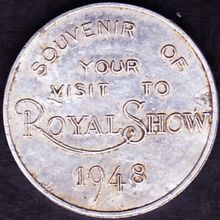 SOUVENIR OF
YOUR
VISIT TO
ROYAL SHOW
1948